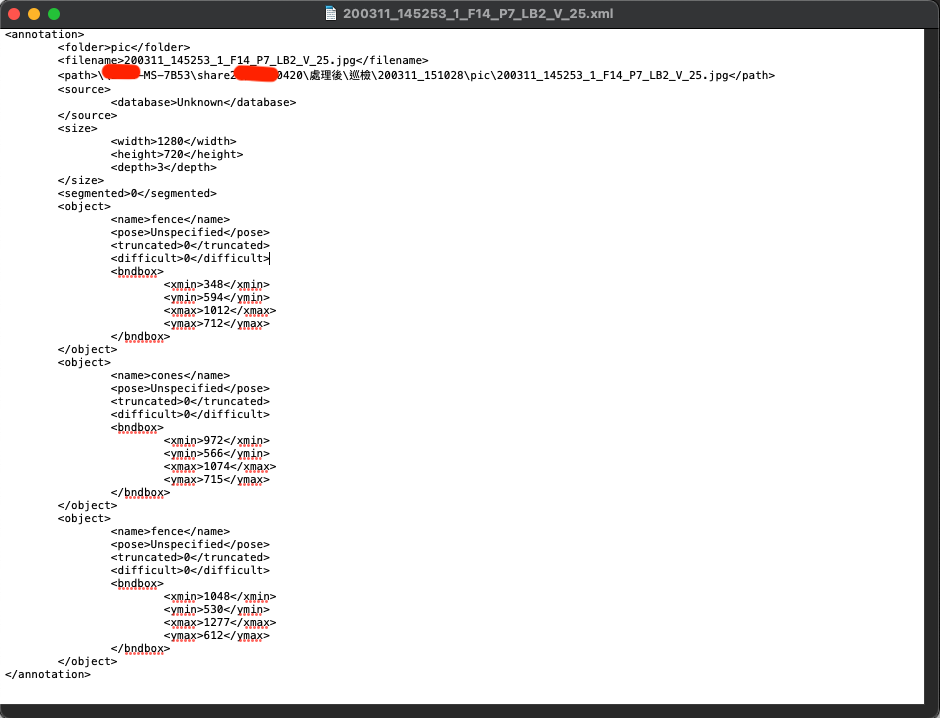 200311_145253_1_F14_P7_LB2_V_25.xml
<annotation>
<folder>pic</folder>
<filename>200311_145253_1_F14_P7_LB2_V_25.jpg</filename>
<path>\-MS-7B53\share20420\處理後\巡檢\200311_151028\pic\200311_145253_1_F14_P7_LB2_V_25.jpg</path>
<source>
<database>Unknown</database>
</source>
<size>
<width>1280</width>
<height>720</height>
<depth>3</depth>
</size>
<segmented>0</segmented>
<object>
<name>fence</name>
<pose>Unspecified</pose>
<truncated>0</truncated>
<difficult>0</difficult>
<bndbox>
<xmin>348</xmin>
<ymin>594</ymin>
<xmax>1012</xmax>
<ymax>712</ymax>
</bndbox>
</object>
<object>
<name>cones</name>
<pose>Unspecified</pose>
<truncated>0</truncated>
<difficult>0</difficult>
<bndbox>
<xmin>972</xmin>
<ymin>566</ymin>
<xmax>1074</xmax>
<ymax>715</ymax>
</bndbox>
</object>
<object>
<name>fence</name>
<pose>Unspecified</pose>
<truncated>0</truncated>
<difficult>0</difficult>
<bndbox>
<xmin>1048</xmin>
<ymin>530</ymin>
<xmax>1277</xmax>
<ymax>612</ymax>
</bndbox>
</object>
</annotation>